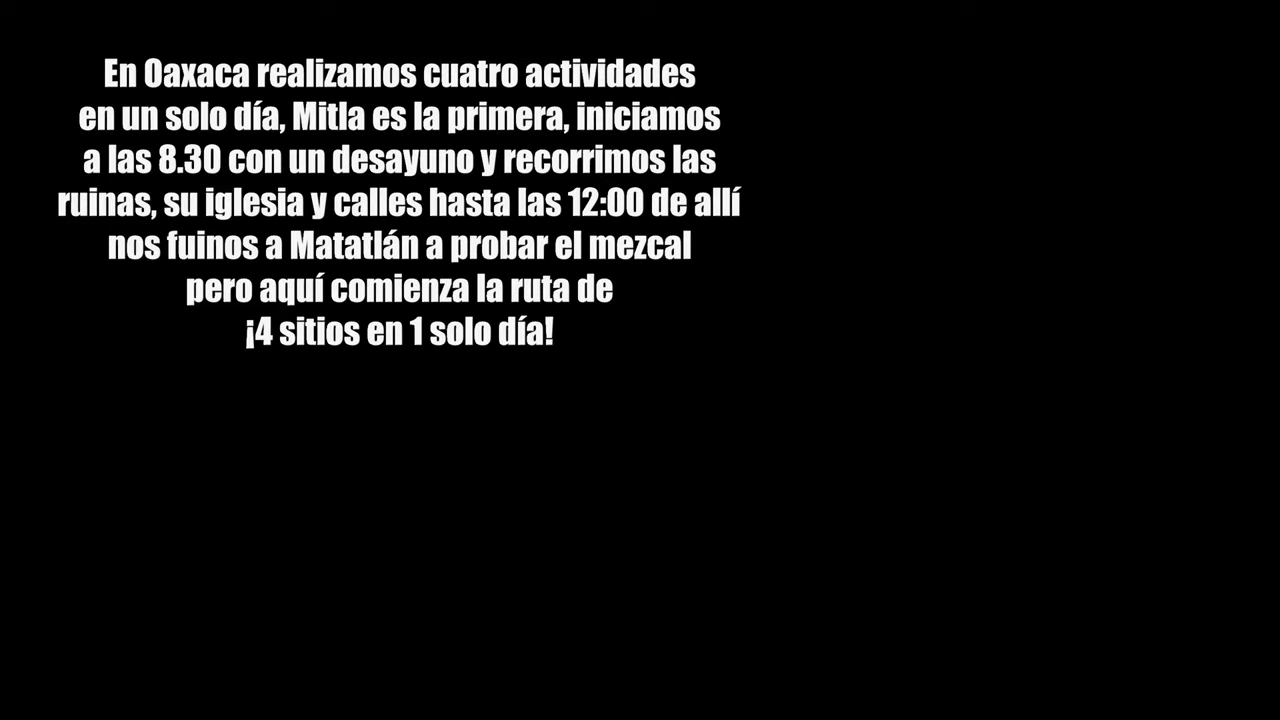 En Oaxaca realizamos cuatro actividades
en un solo día, Mitla es la primera, iniciamos
a las 8.30 con un desayuno y recorrimos las
ruinas, su iglesia y calles hasta las 12:00 de allí
nos fuinos a Matatlán a probar el mezcal
pero aquí comienza la ruta de
¡4 sitios en 1 solo día!